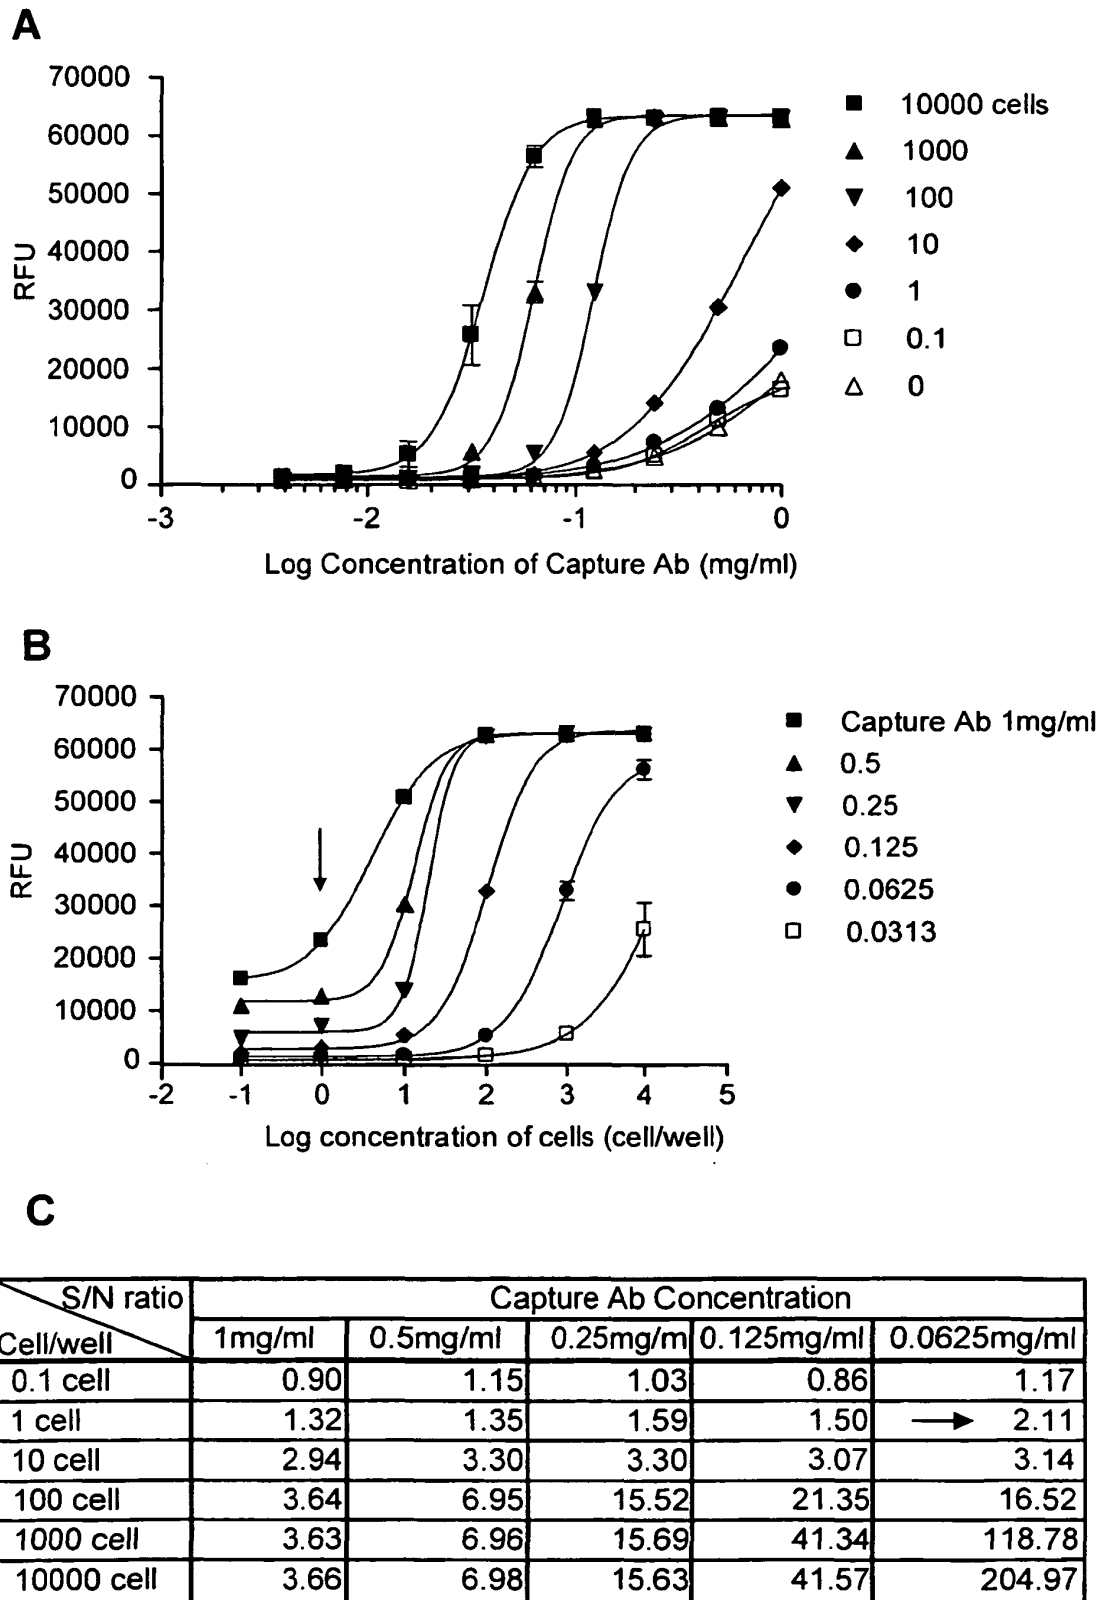 A
70000
60000
50000
40000
30000
20000
10000
0
RFU
-3
-2
-1
0
Log Concentration of Capture Ab (mg/ml)
10000 cells
1000
100
10
1
0.1
0
B
70000
60000
50000
40000
30000
20000
10000
0
RFU
-2
-1
0
1
2
3
4
5
Log concentration of cells (cell/well)
Capture Ab 1mg/ml
0.5
0.25
0.125
0.0625
0.0313
C
S/N ratio
Cell/well
Capture Ab Concentration
1mg/ml 0.5mg/ml 0.25mg/m 0.125mg/ml 0.0625mg/ml
0.1 cell 0.90 1.15 1.03 0.86 1.17
1 cell 1.32 1.35 1.59 1.50 2.11
10 cell 2.94 3.30 3.30 3.07 3.14
100 cell 3.64 6.95 15.52 21.35 16.52
1000 cell 3.63 6.96 15.69 41.34 118.78
10000 cell 3.66 6.98 15.63 41.57 204.97